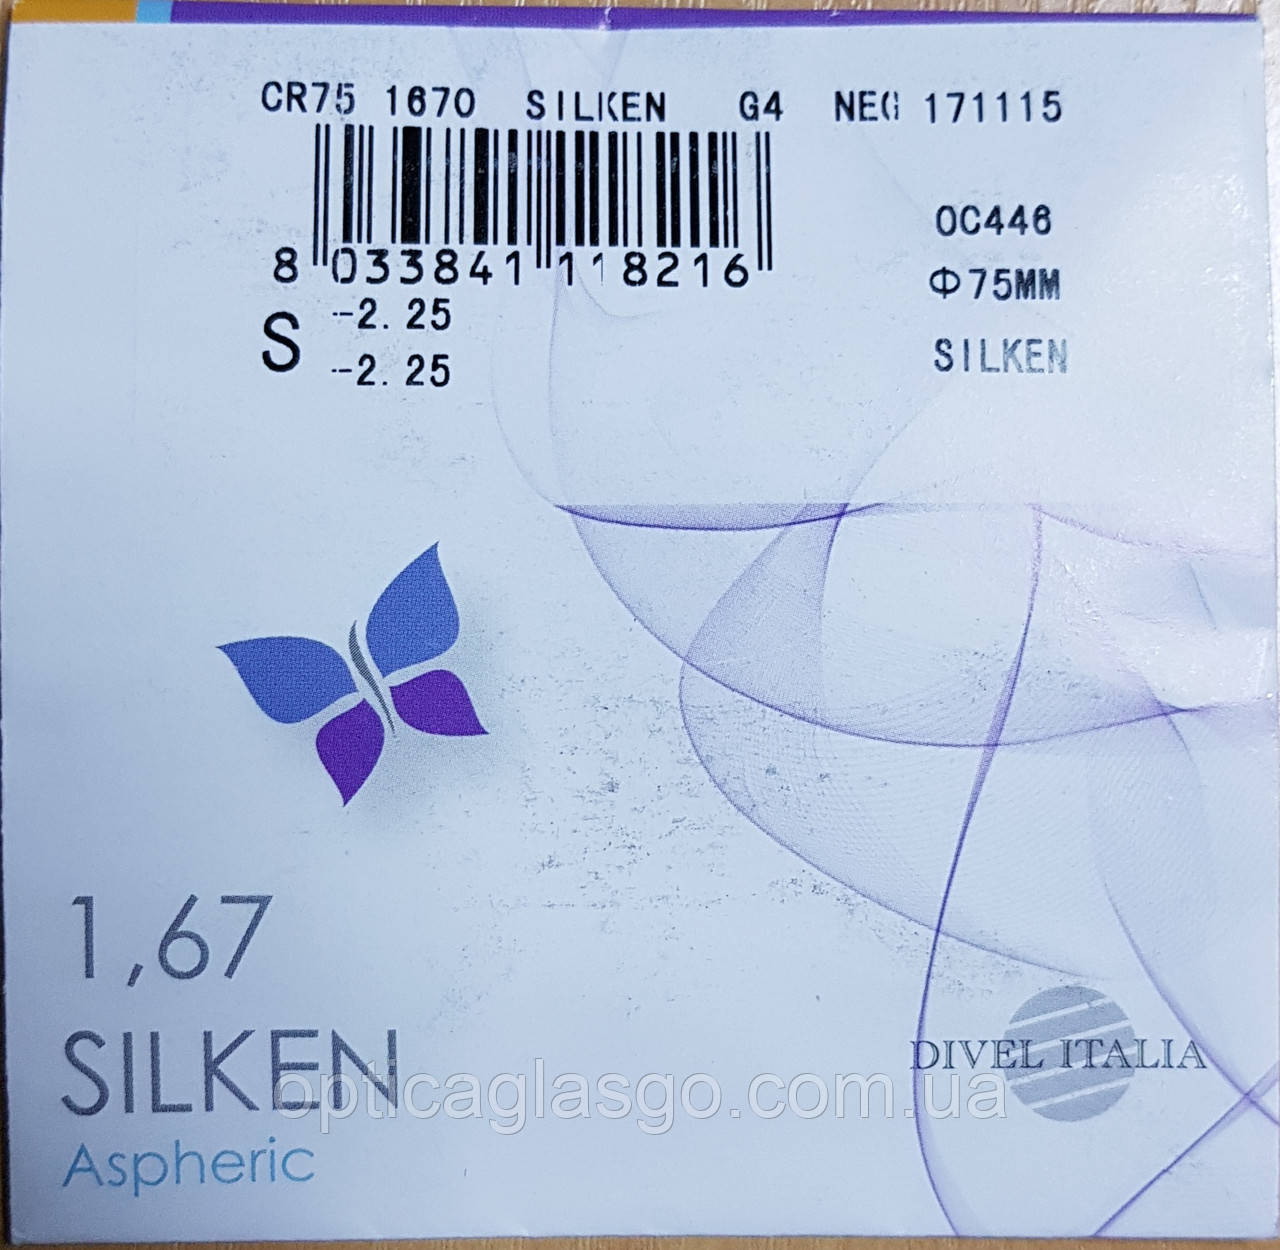 CR75 1670 SILKEN G4 NEG 171115
8 033841 118216
OC446
Φ75MM
SILKEN
S -2.25
-2.25
1,67
SILKEN
Aspheric
DIVEL ITALIA
opticaglasgo.com.ua